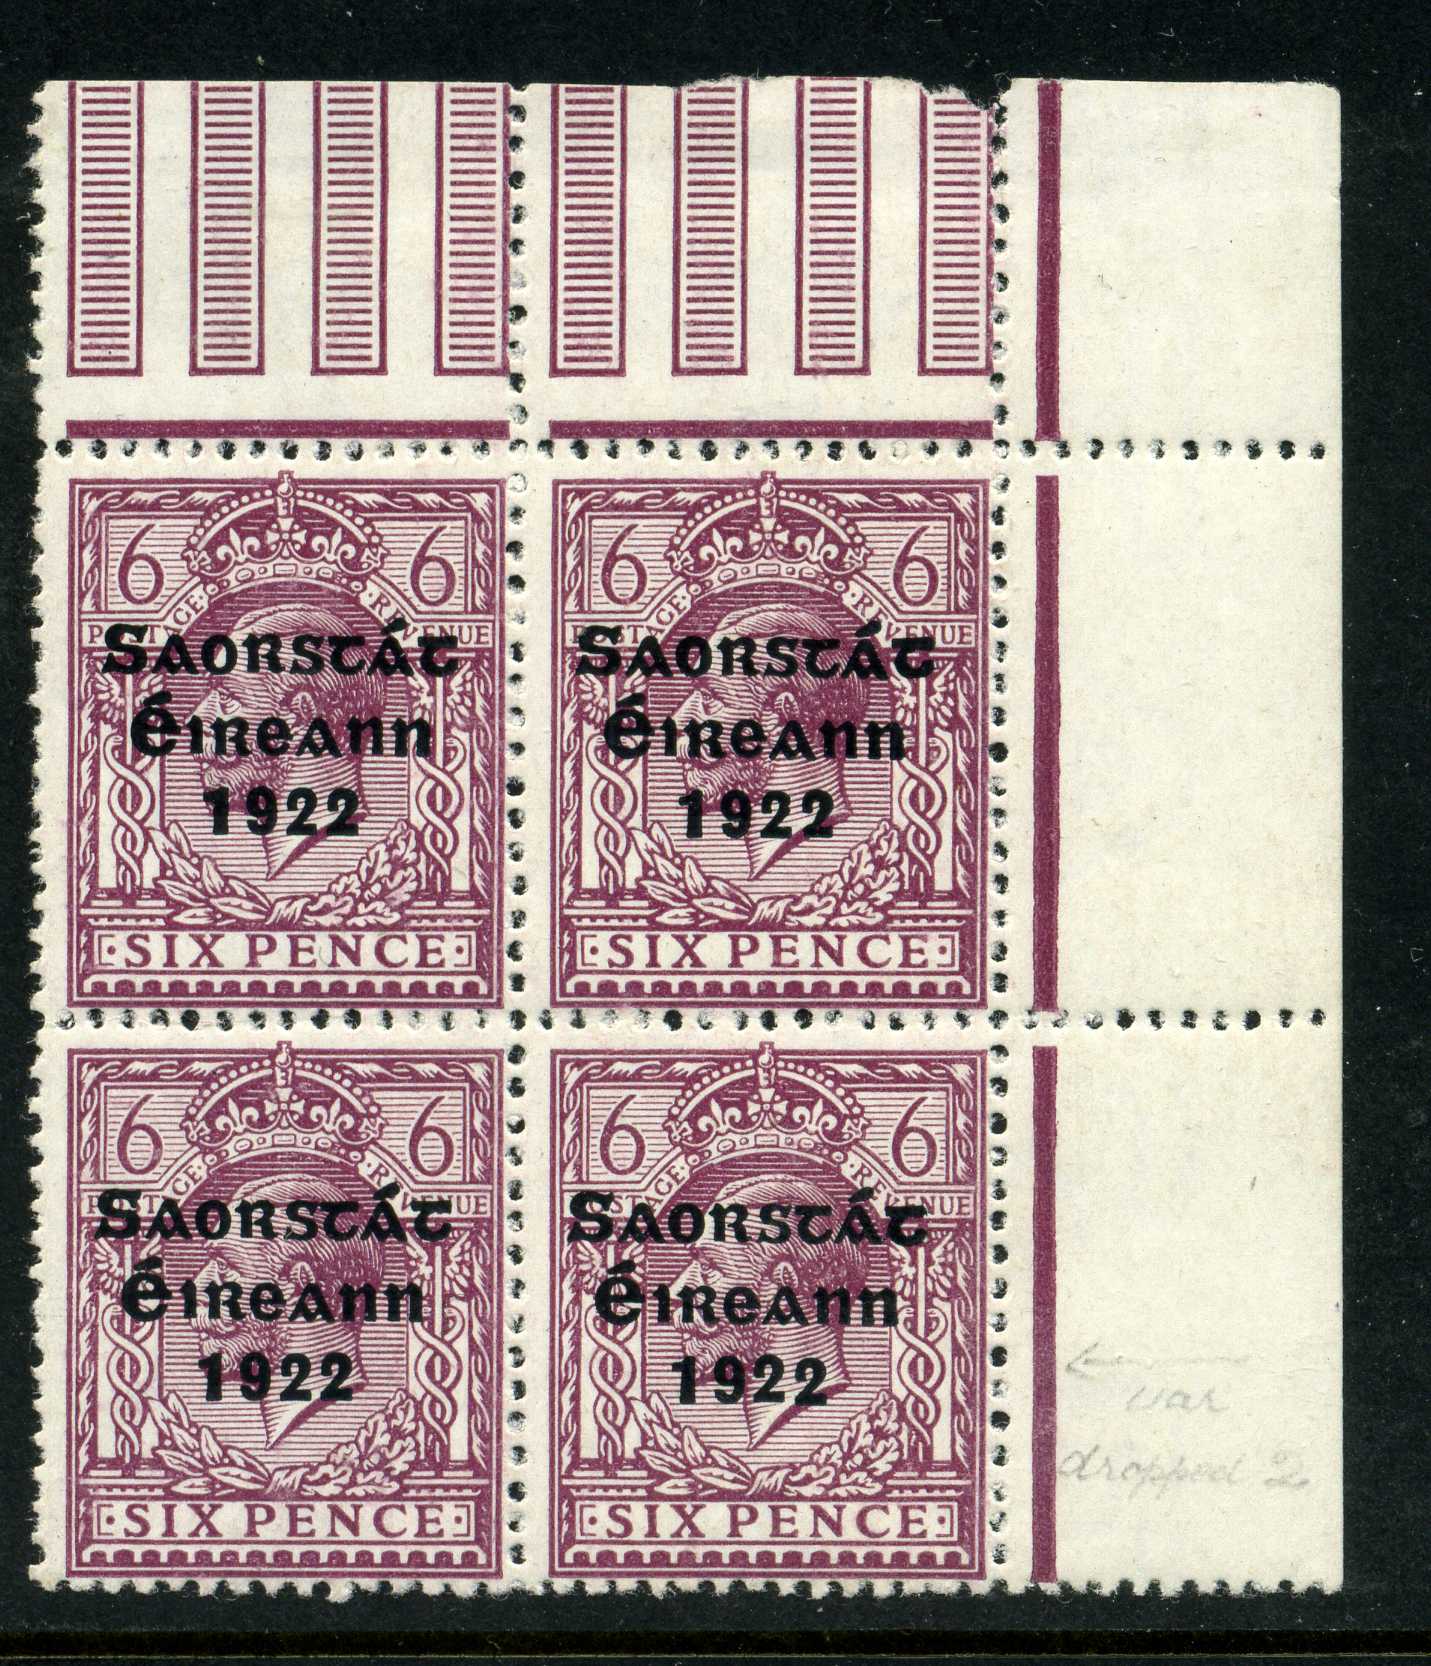 6 6
POSTAGE REVENUE
Saorstát
Éireann
1922
·SIX PENCE·
6 6
POSTAGE REVENUE
Saorstát
Éireann
1922
·SIX PENCE·
6 6
POSTAGE REVENUE
Saorstát
Éireann
1922
·SIX PENCE·
6 6
POSTAGE REVENUE
Saorstát
Éireann
1922
·SIX PENCE·
var
dropped 2